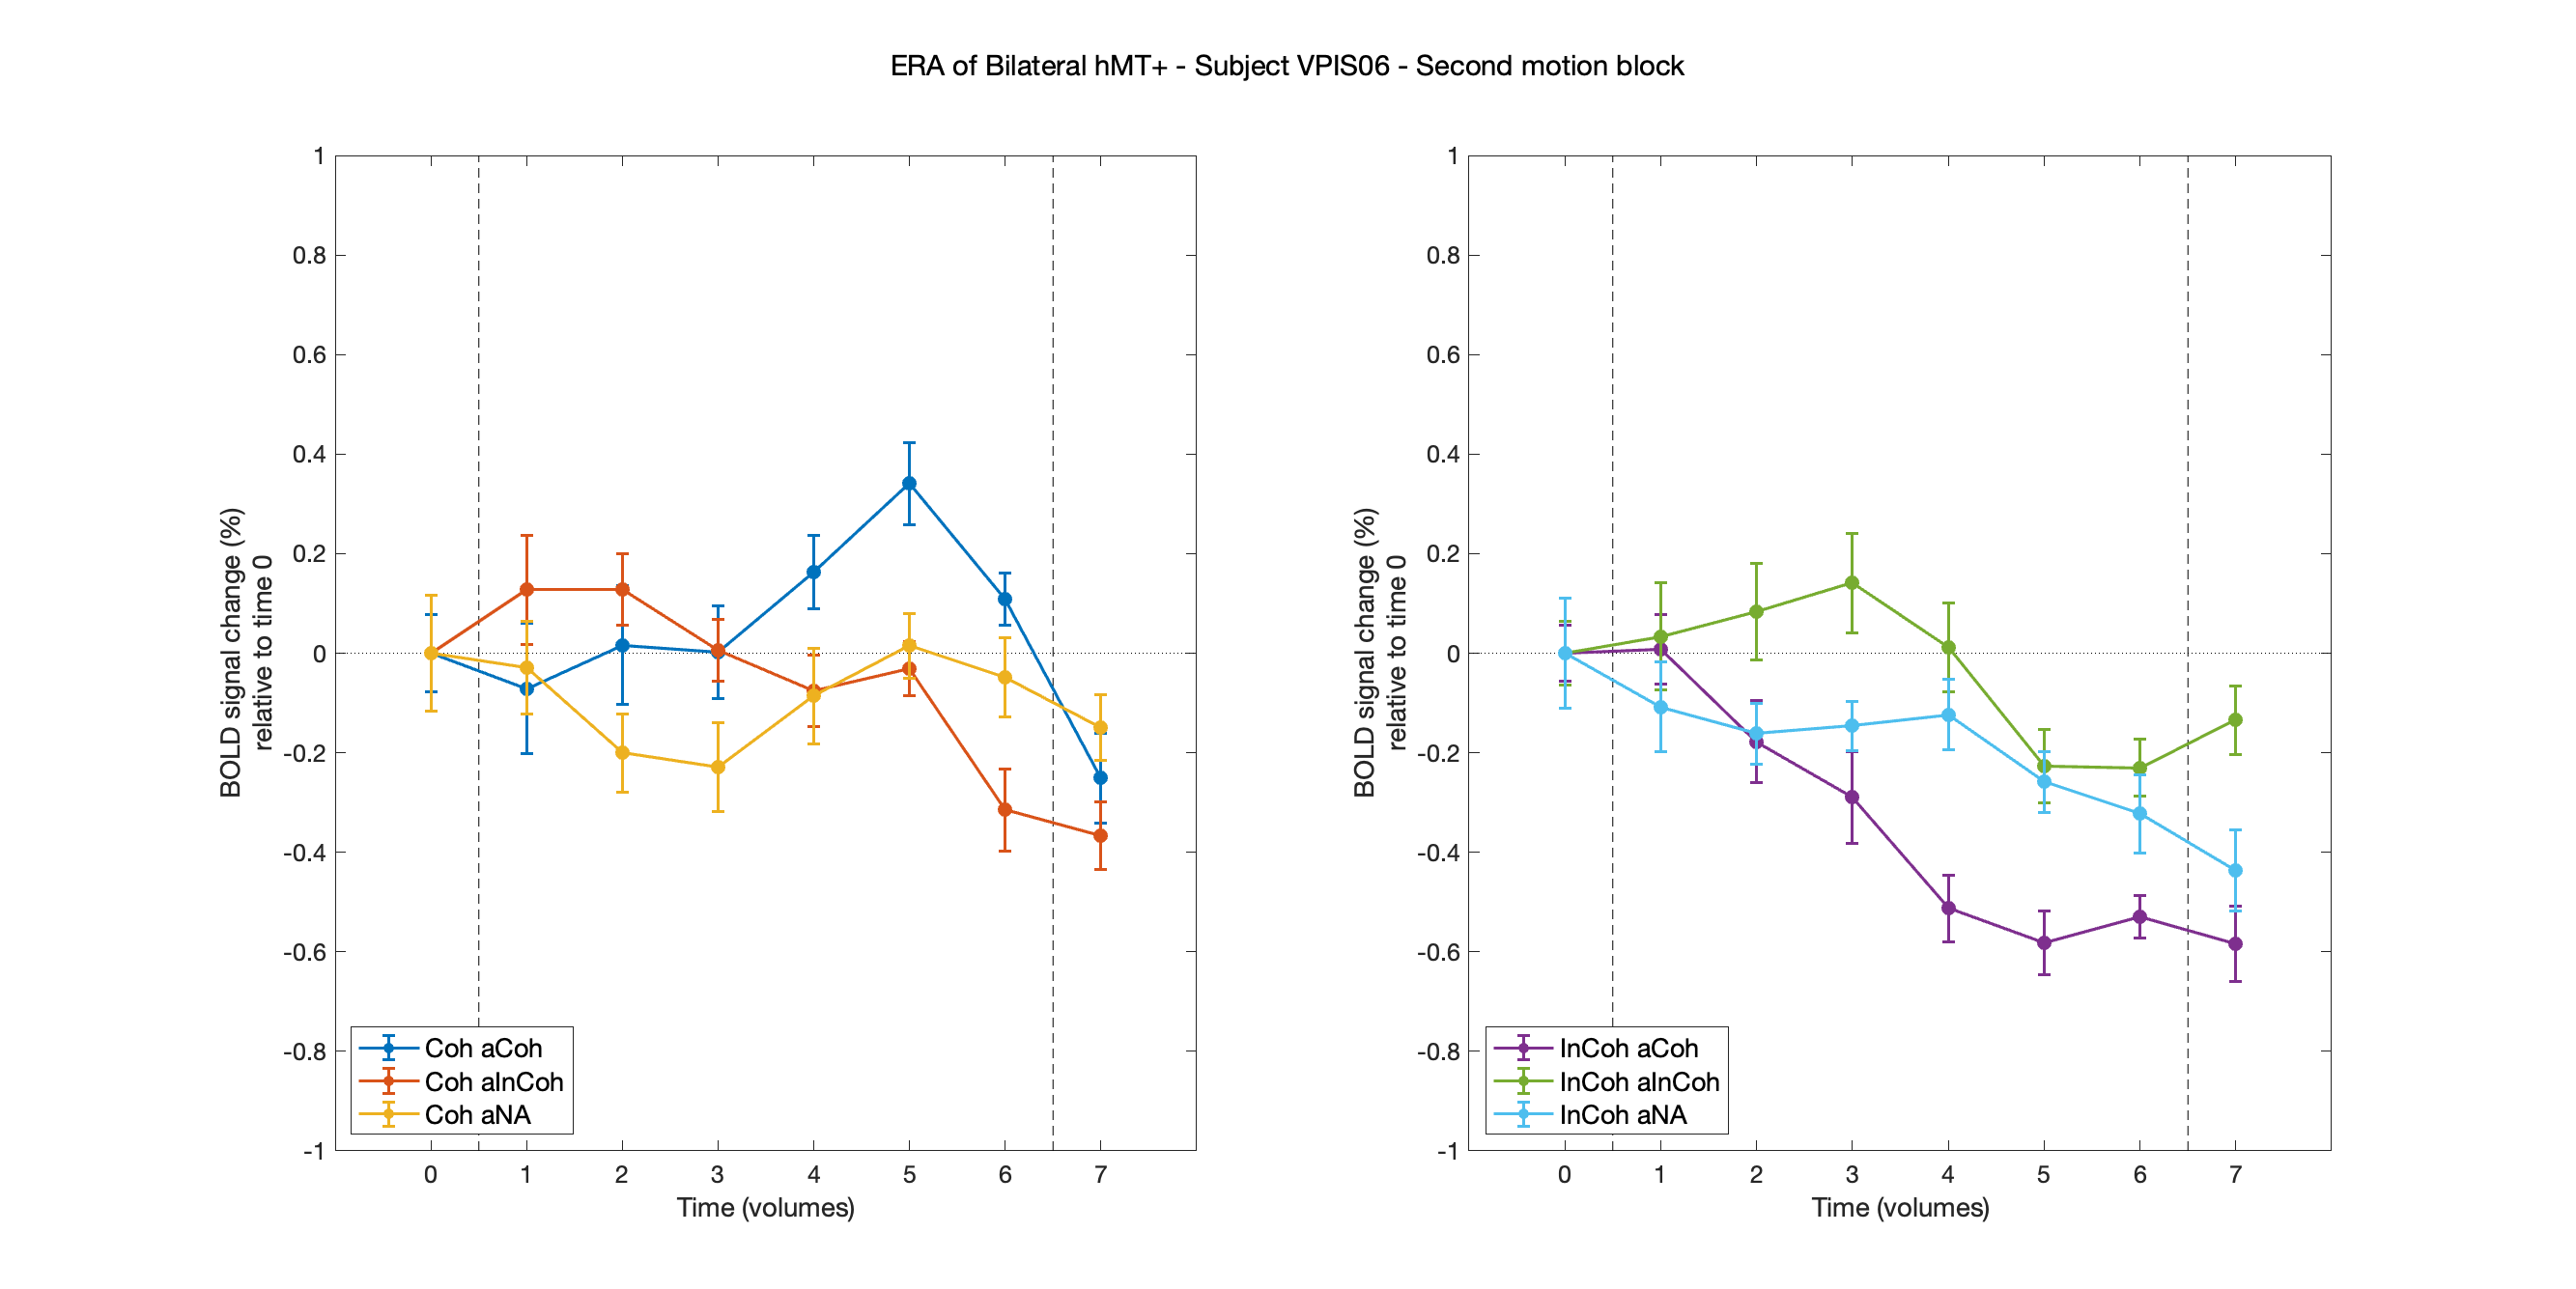 ERA of Bilateral hMT+ - Subject VPIS06 - Second motion block
BOLD signal change (%)
relative to time 0
1
0.8
0.6
0.4
0.2
0
-0.2
-0.4
-0.6
-0.8
-1
Coh aCoh
Coh aInCoh
Coh aNA
0 1 2 3 4 5 6 7
Time (volumes)
BOLD signal change (%)
relative to time 0
1
0.8
0.6
0.4
0.2
0
-0.2
-0.4
-0.6
-0.8
-1
InCoh aCoh
InCoh aInCoh
InCoh aNA
0 1 2 3 4 5 6 7
Time (volumes)